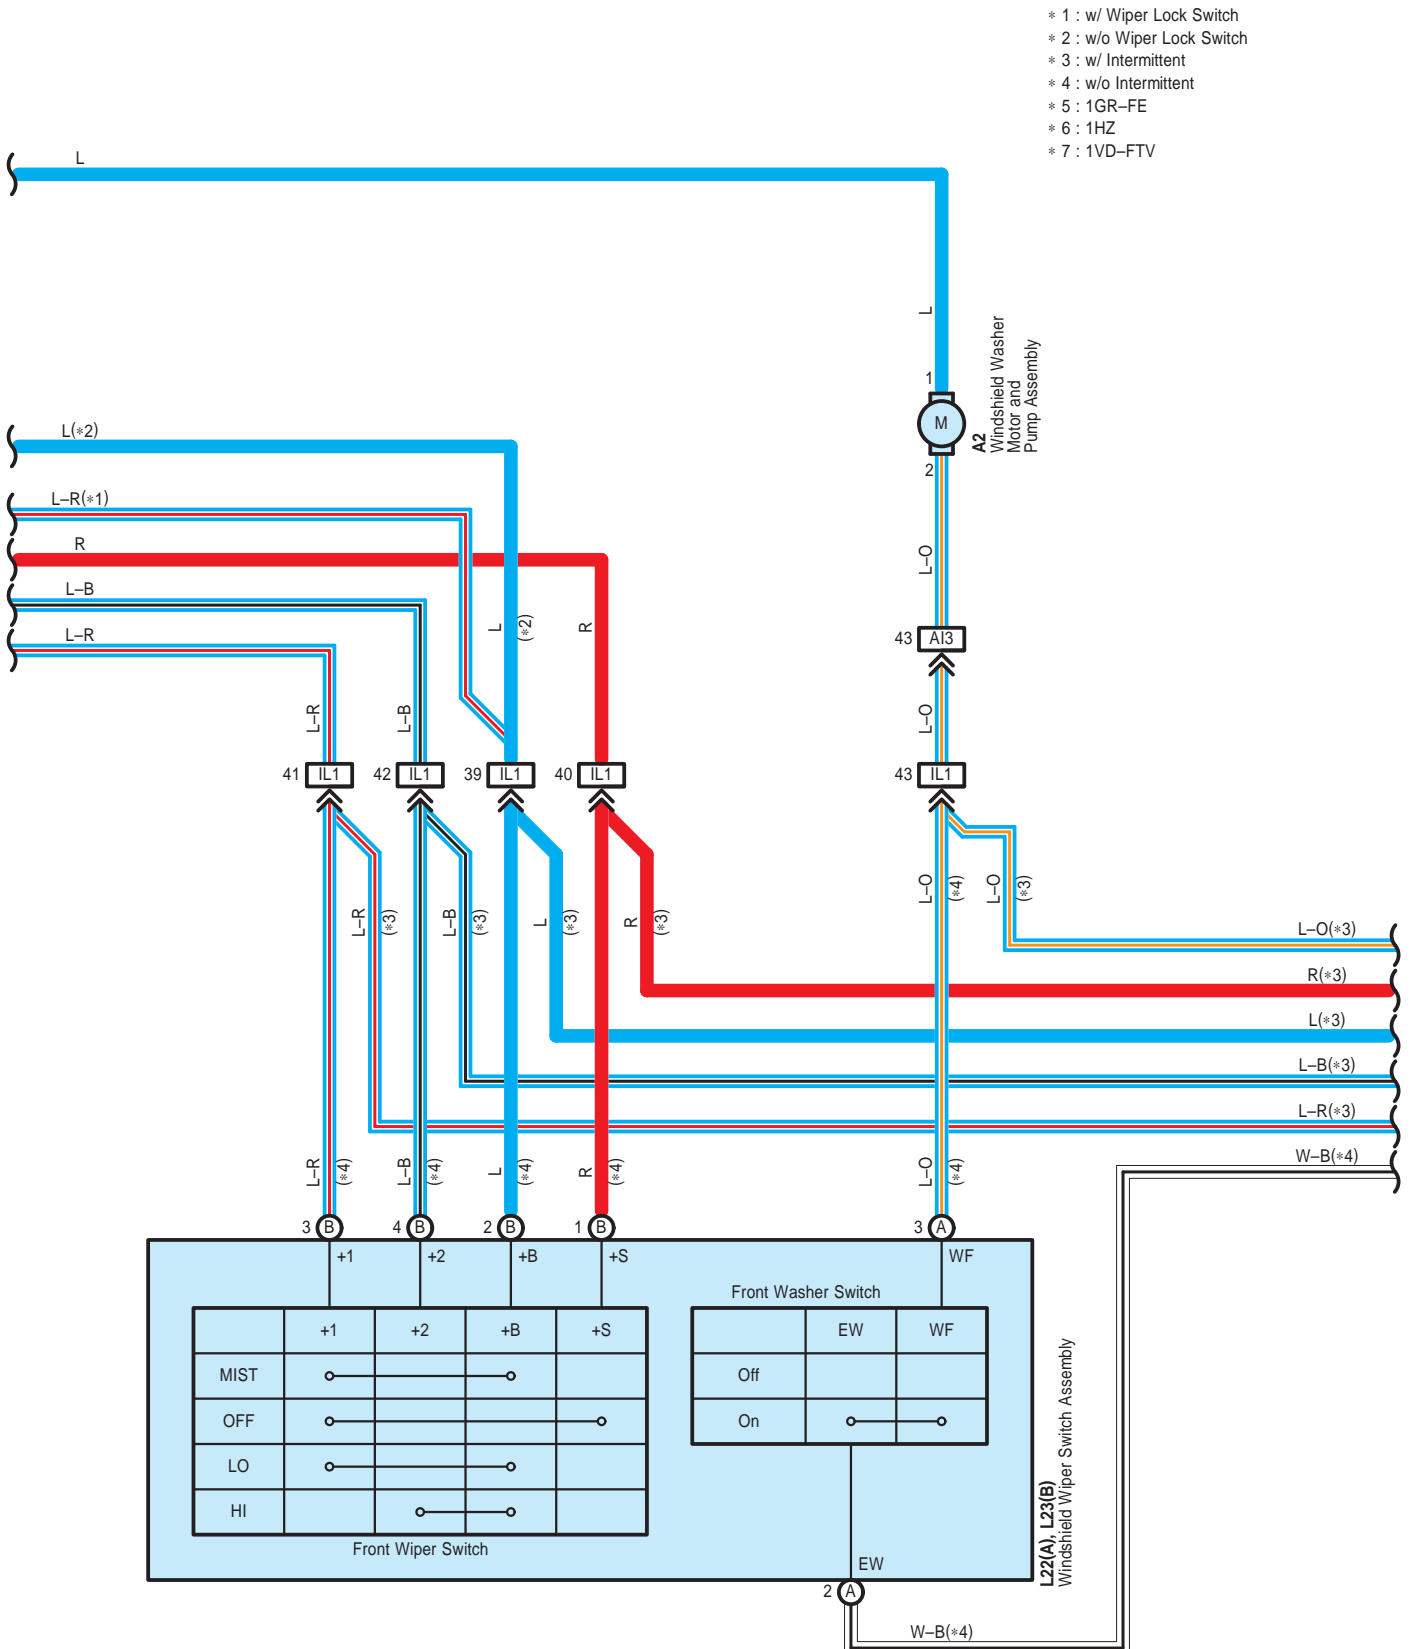 ∗ 1 : w/ Wiper Lock Switch
∗ 2 : w/o Wiper Lock Switch
∗ 3 : w/ Intermittent
∗ 4 : w/o Intermittent
∗ 5 : 1GR–FE
∗ 6 : 1HZ
∗ 7 : 1VD–FTV
L
L
1
M
2
A2
Windshield Washer
Motor and
Pump Assembly
L(∗2)
L–R(∗1)
R
L–B
L–R
L–O
L
(∗2)
R
43 AI3
L–R
L–B
L–O
41 IL1
42 IL1
39 IL1
40 IL1
43 IL1
L–R
(∗3)
L–B
(∗3)
L
(∗3)
R
(∗3)
L–O
(∗4)
L–O
(∗3)
L–O(∗3)
R(∗3)
L(∗3)
L–B(∗3)
L–R(∗3)
W–B(∗4)
L–R
(∗4)
L–B
(∗4)
L
(∗4)
R
(∗4)
L–O
(∗4)
3 B
4 B
2 B
1 B
3 A
+1
+2
+B
+S
WF
Front Washer Switch
+1 +2 +B +S
MIST
OFF
LO
HI
Front Wiper Switch
EW WF
Off
On
EW
2 A
L22(A), L23(B)
Windshield Wiper Switch Assembly
W–B(∗4)